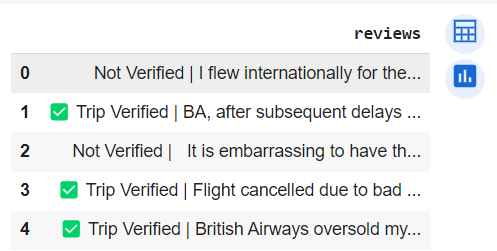 reviews
0 Not Verified | I flew internationally for the...
1 ✅ Trip Verified | BA, after subsequent delays ...
2 Not Verified | It is embarrassing to have th...
3 ✅ Trip Verified | Flight cancelled due to bad ...
4 ✅ Trip Verified | British Airways oversold my...